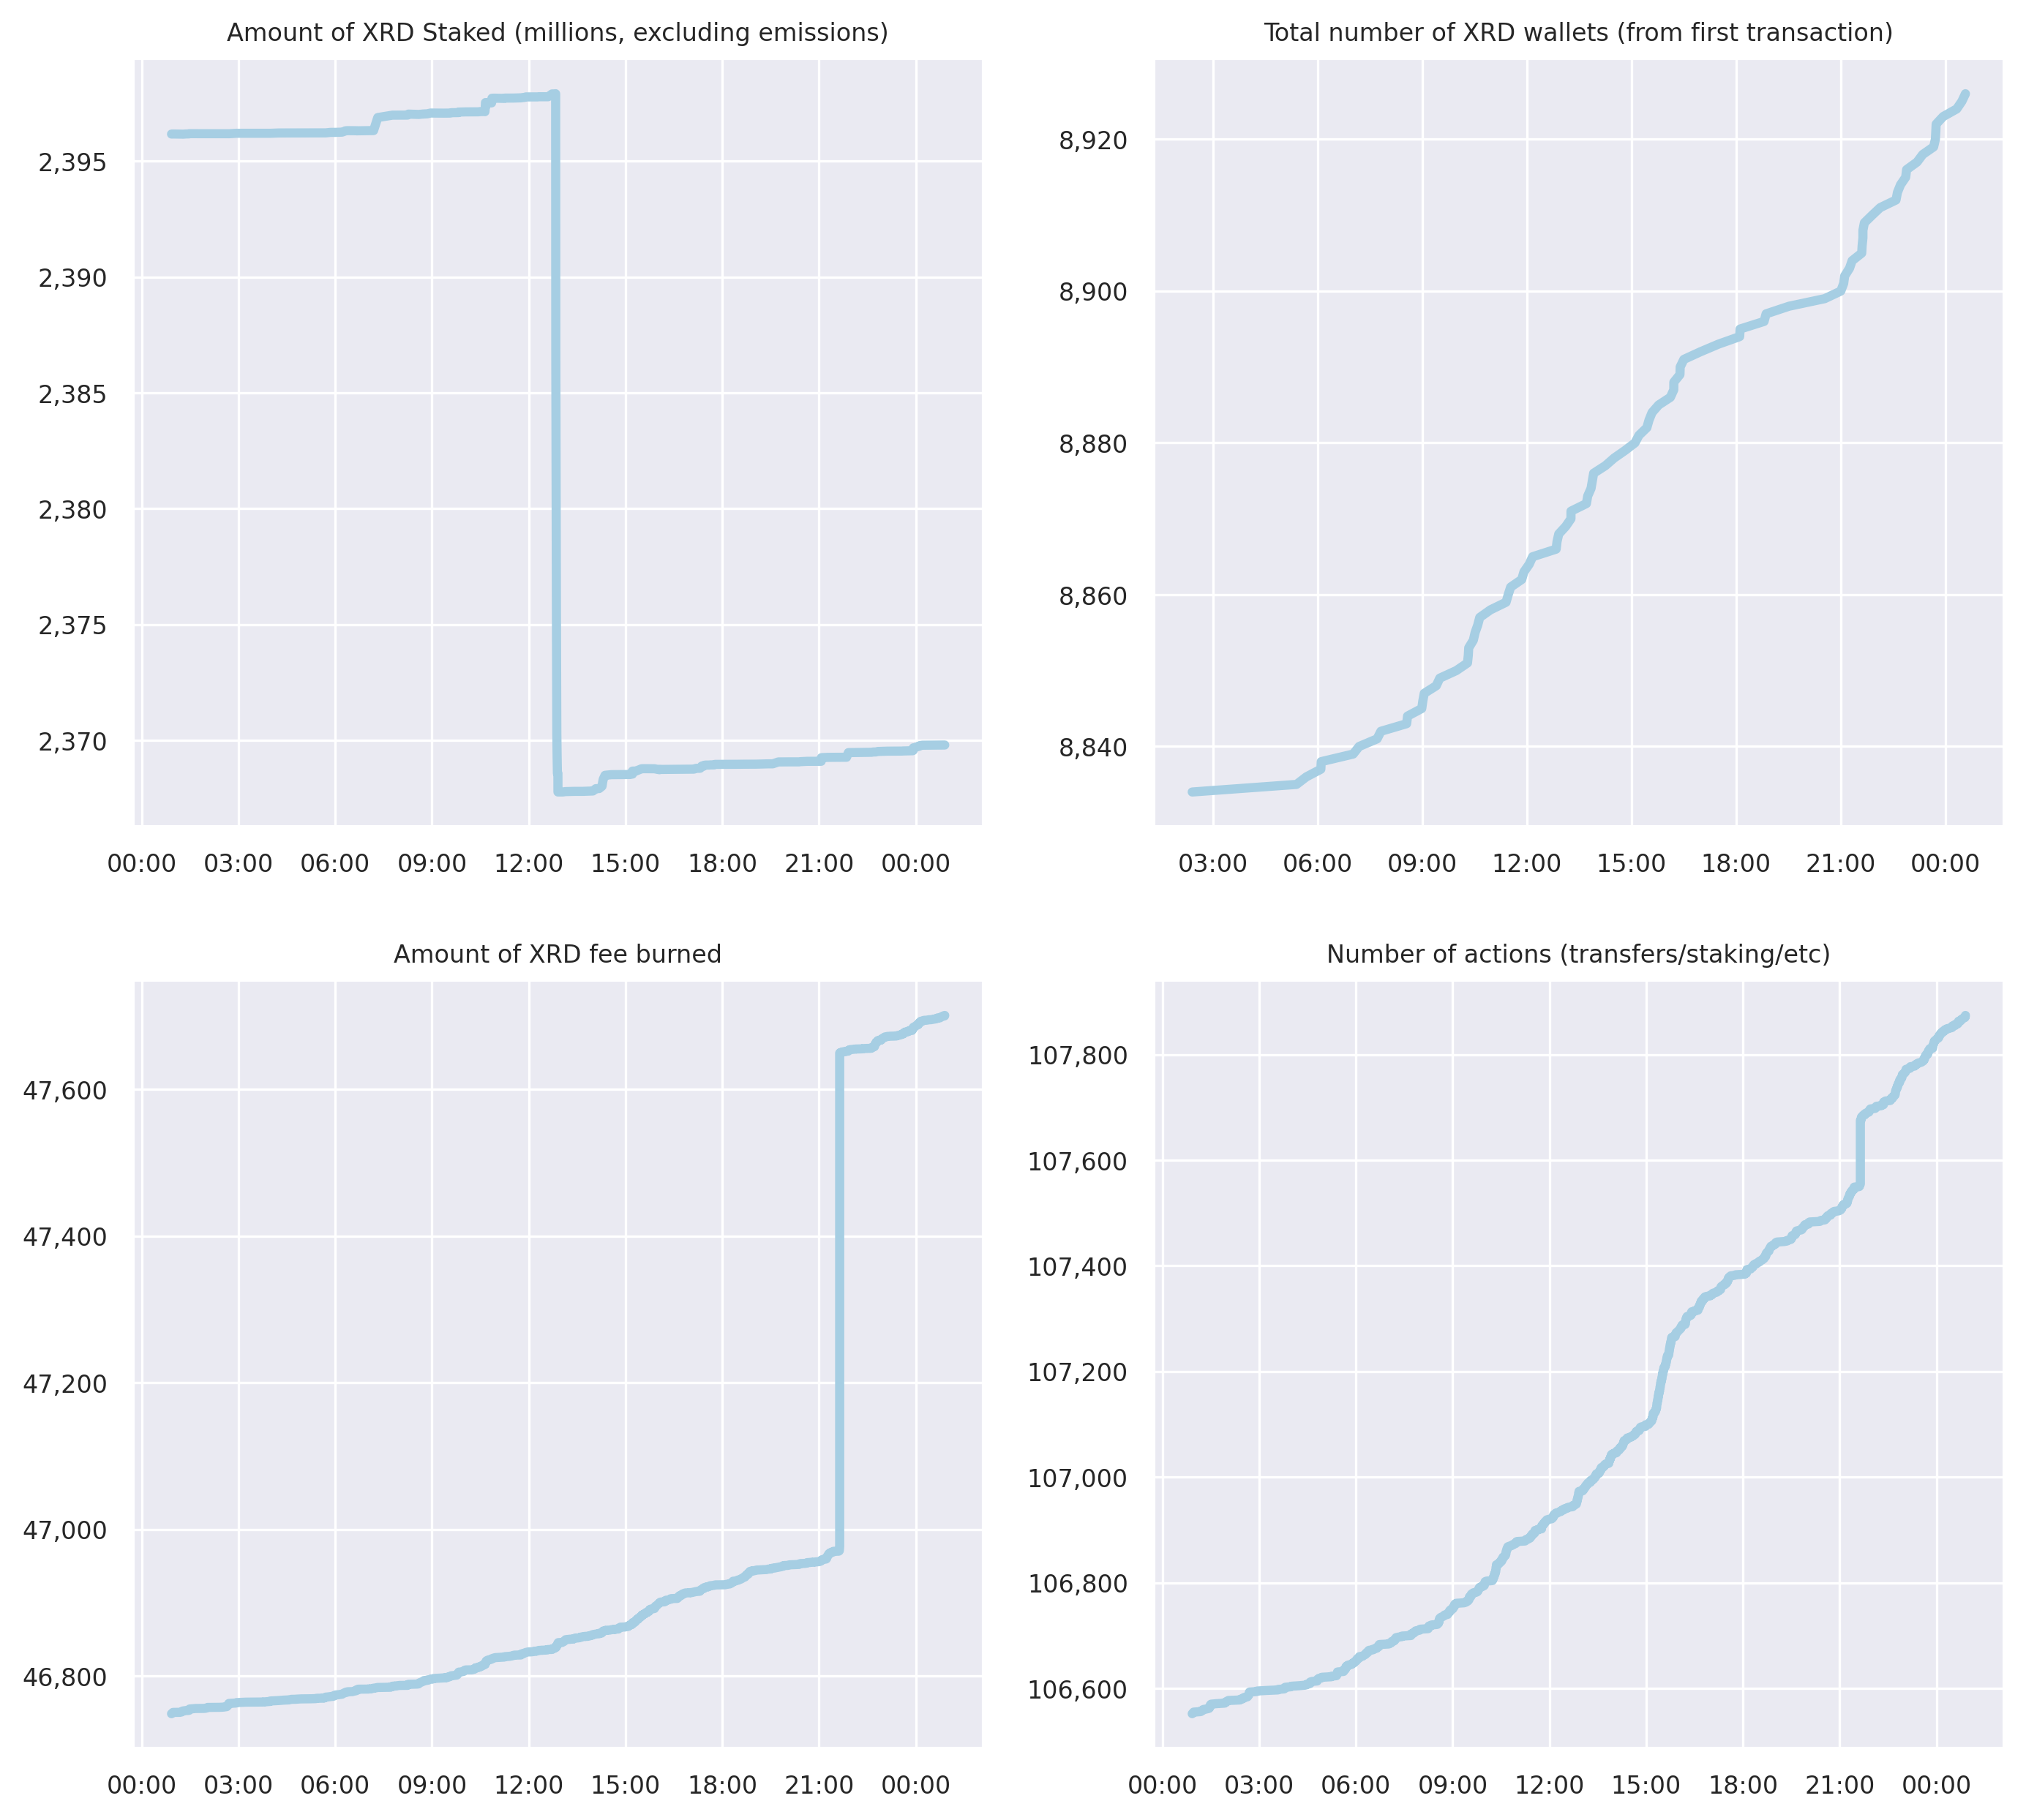 Amount of XRD Staked (millions, excluding emissions)
2,395
2,390
2,385
2,380
2,375
2,370
00:00 03:00 06:00 09:00 12:00 15:00 18:00 21:00 00:00
Total number of XRD wallets (from first transaction)
8,920
8,900
8,880
8,860
8,840
03:00 06:00 09:00 12:00 15:00 18:00 21:00 00:00
Amount of XRD fee burned
47,600
47,400
47,200
47,000
46,800
00:00 03:00 06:00 09:00 12:00 15:00 18:00 21:00 00:00
Number of actions (transfers/staking/etc)
107,800
107,600
107,400
107,200
107,000
106,800
106,600
00:00 03:00 06:00 09:00 12:00 15:00 18:00 21:00 00:00